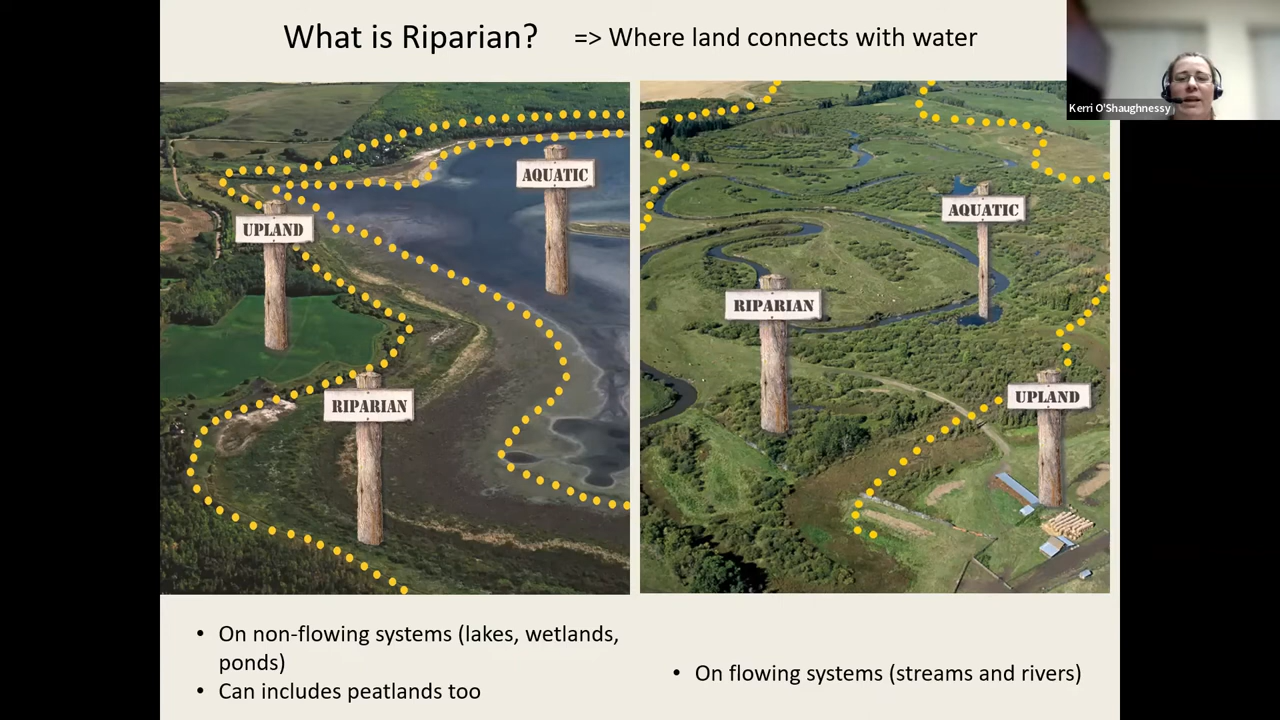 What is Riparian? => Where land connects with water
Kerri O'Shaughnessy
AQUATIC
UPLAND
RIPARIAN
AQUATIC
RIPARIAN
UPLAND
• On non-flowing systems (lakes, wetlands,
ponds)
• Can includes peatlands too
• On flowing systems (streams and rivers)